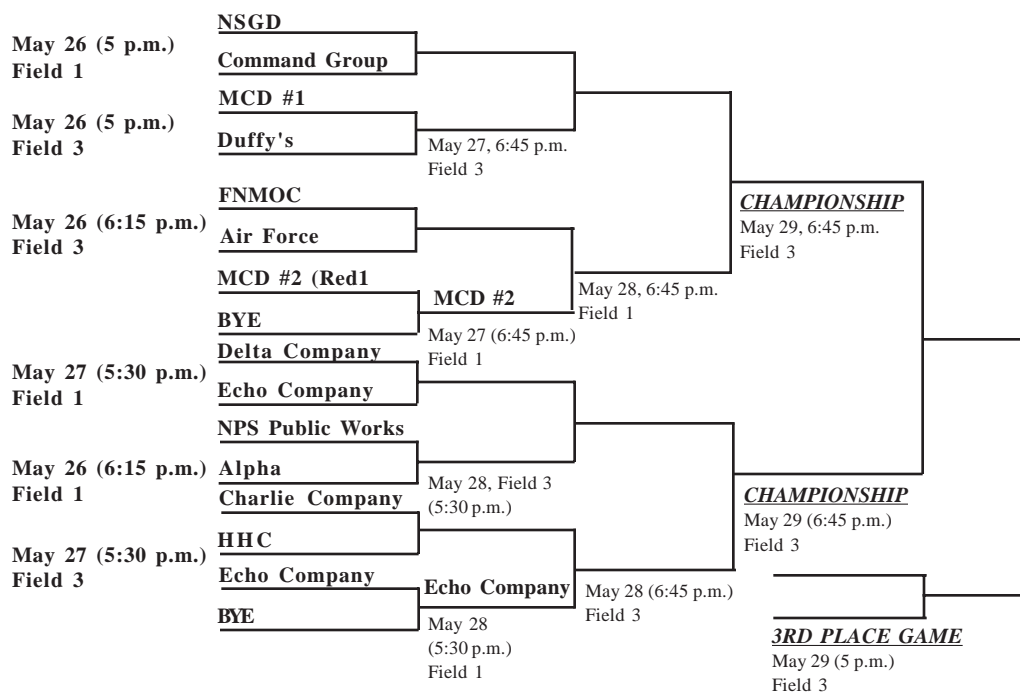 NSGD
May 26 (5 p.m.)
Field 1
Command Group
MCD #1
May 26 (5 p.m.)
Field 3
Duffy's
May 27, 6:45 p.m.
Field 3
FNMOC
May 26 (6:15 p.m.)
Field 3
Air Force
CHAMPIONSHIP
May 29, 6:45 p.m.
Field 3
MCD #2 (Red1
MCD #2
May 28, 6:45 p.m.
Field 1
BYE
May 27 (6:45 p.m.)
Field 1
Delta Company
May 27 (5:30 p.m.)
Field 1
Echo Company
NPS Public Works
May 26 (6:15 p.m.)
Field 1
Alpha
May 28, Field 3
(5:30 p.m.)
Charlie Company
CHAMPIONSHIP
May 29 (6:45 p.m.)
Field 3
HHC
May 27 (5:30 p.m.)
Field 3
Echo Company
Echo Company
May 28 (6:45 p.m.)
Field 3
BYE
May 28
(5:30 p.m.)
Field 1
3RD PLACE GAME
May 29 (5 p.m.)
Field 3